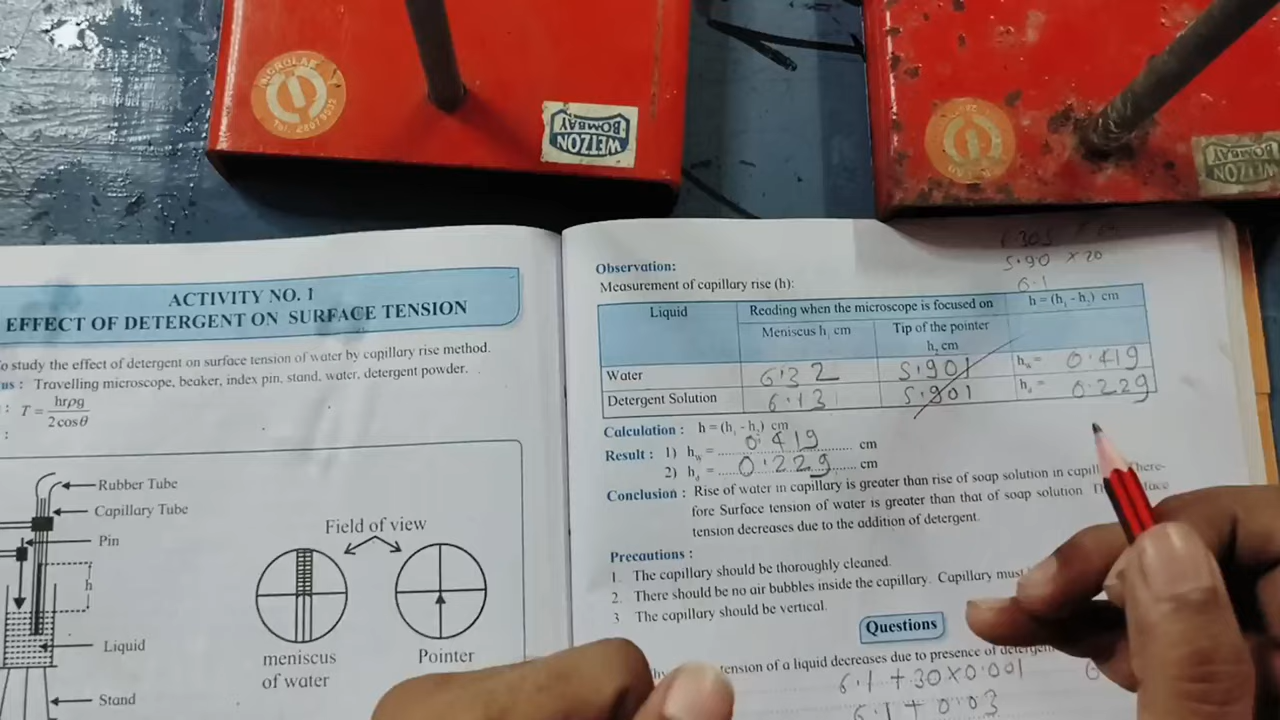 MICROLAB
Tel. 28079332
WETZON
BOMBAY
WETZON
BOMBAY
ACTIVITY NO. 1
EFFECT OF DETERGENT ON SURFACE TENSION
o study the effect of detergent on surface tension of water by capillary rise method.
us : Travelling microscope, beaker, index pin, stand, water, detergent powder.
: T = hrρg
2cosθ
:
Rubber Tube
Capillary Tube
Pin
h
Liquid
Stand
Field of view
meniscus
of water
Pointer
5.90 x 20
6.1
Observation:
Measurement of capillary rise (h):
Liquid
Reading when the microscope is focused on
h = (h₁ - h₂) cm
Meniscus h₁ cm
Tip of the pointer
h₂ cm
Water 6.32 5.901 hw = 0.419
Detergent Solution 6.13 5.901 hd = 0.229
Calculation : h = (h₁ - h₂) cm
Result : 1) hw = 0.419 cm
2) hd = 0.229 cm
Conclusion : Rise of water in capillary is greater than rise of soap solution in capill There-
fore Surface tension of water is greater than that of soap solution face
tension decreases due to the addition of detergent.
Precautions :
1. The capillary should be thoroughly cleaned.
2. There should be no air bubbles inside the capillary. Capillary must
3 The capillary should be vertical.
Questions
tension of a liquid decreases due to presence of detergen
6.1 + 30 x 0.001
6.1 + 0.03